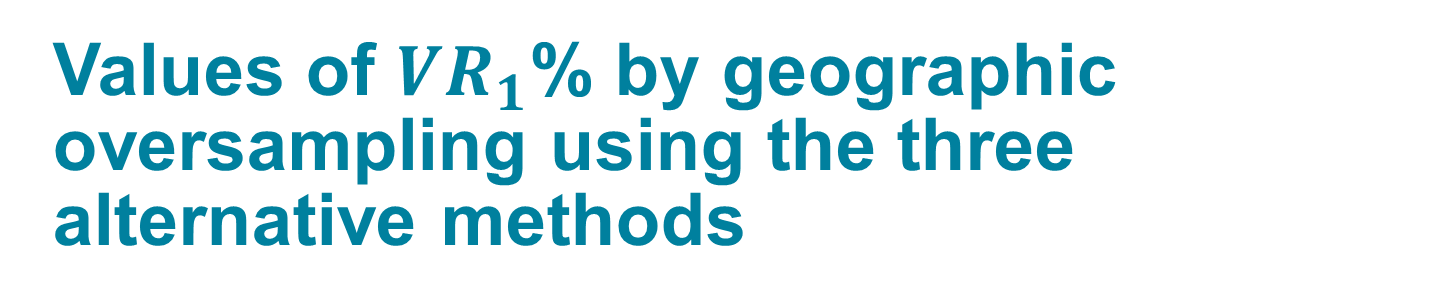 Values of VR₁% by geographic
oversampling using the three
alternative methods